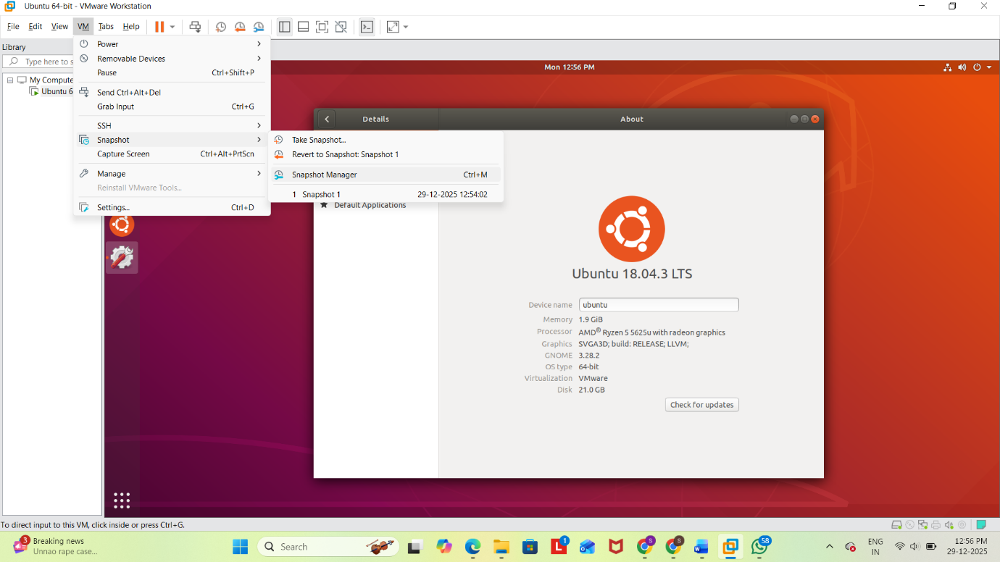 Ubuntu 64-bit - VMware Workstation
File Edit View VM Tabs Help
Library
Type here to s
My Compute
Ubuntu 6
Power
Removable Devices
Pause Ctrl+Shift+P
Send Ctrl+Alt+Del
Grab Input Ctrl+G
SSH
Snapshot
Capture Screen Ctrl+Alt+PrtScn
Manage
Reinstall VMware Tools...
Settings... Ctrl+D
Take Snapshot...
Revert to Snapshot: Snapshot 1
Snapshot Manager Ctrl+M
1 Snapshot 1 29-12-2025 12:54:02
Mon 12:56 PM
Details About
Default Applications
Ubuntu 18.04.3 LTS
Device name ubuntu
Memory 1.9 GiB
Processor AMD® Ryzen 5 5625u with radeon graphics
Graphics SVGA3D; build: RELEASE; LLVM;
GNOME 3.28.2
OS type 64-bit
Virtualization VMware
Disk 21.0 GB
Check for updates
To direct input to this VM, click inside or press Ctrl+G.
3 Breaking news
Unnao rape case...
Search
L 1
S
S
W
58
ENG
IN
12:56 PM
29-12-2025